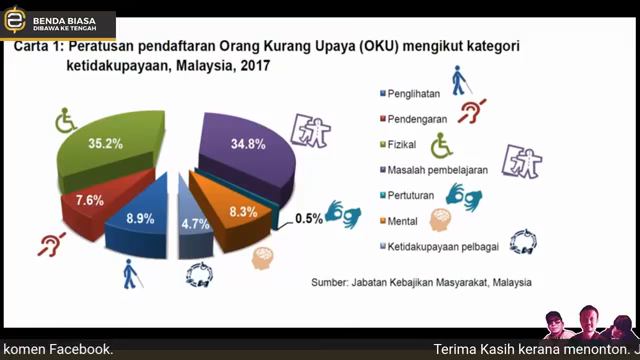 BENDA BIASA
DIBAWA KE TENGAH
Carta 1: Peratusan pendaftaran Orang Kurang Upaya (OKU) mengikut kategori
ketidakupayaan, Malaysia, 2017
Penglihatan
Pendengaran
Fizikal
Masalah pembelajaran
Pertuturan
Mental
Ketidakupayaan pelbagai
35.2%
34.8%
7.6%
8.9%
4.7%
8.3%
0.5%
Sumber: Jabatan Kebajikan Masyarakat, Malaysia
komen Facebook.
Terima Kasih kerana menonton. J